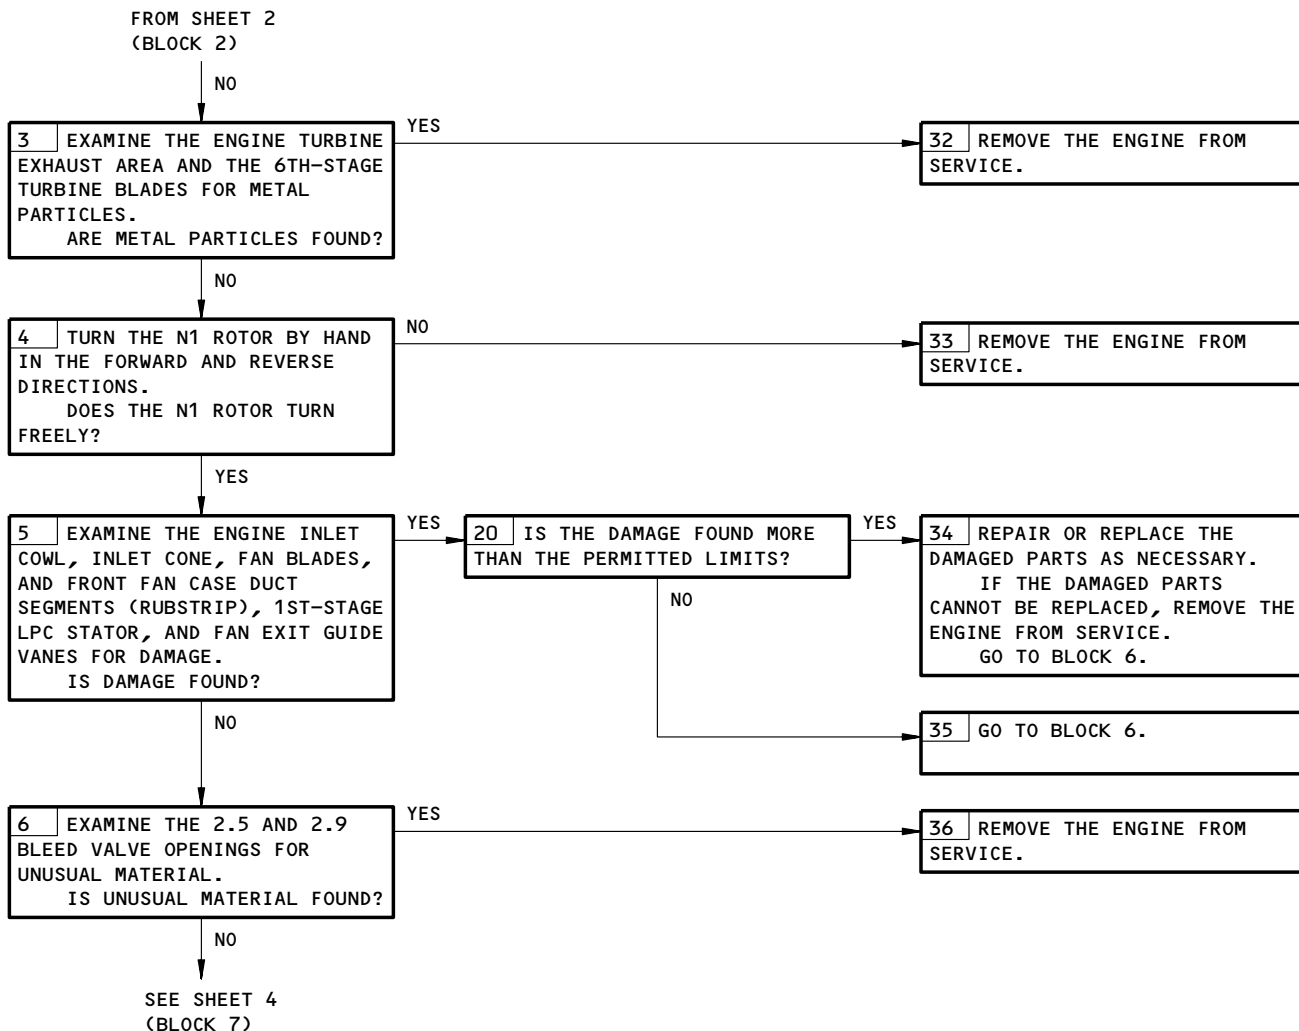 FROM SHEET 2
(BLOCK 2)
NO
3 EXAMINE THE ENGINE TURBINE
EXHAUST AREA AND THE 6TH-STAGE
TURBINE BLADES FOR METAL
PARTICLES.
ARE METAL PARTICLES FOUND?
YES
32 REMOVE THE ENGINE FROM
SERVICE.
NO
4 TURN THE N1 ROTOR BY HAND
IN THE FORWARD AND REVERSE
DIRECTIONS.
DOES THE N1 ROTOR TURN
FREELY?
NO
33 REMOVE THE ENGINE FROM
SERVICE.
YES
5 EXAMINE THE ENGINE INLET
COWL, INLET CONE, FAN BLADES,
AND FRONT FAN CASE DUCT
SEGMENTS (RUBSTRIP), 1ST-STAGE
LPC STATOR, AND FAN EXIT GUIDE
VANES FOR DAMAGE.
IS DAMAGE FOUND?
YES
20 IS THE DAMAGE FOUND MORE
THAN THE PERMITTED LIMITS?
YES
34 REPAIR OR REPLACE THE
DAMAGED PARTS AS NECESSARY.
IF THE DAMAGED PARTS
CANNOT BE REPLACED, REMOVE THE
ENGINE FROM SERVICE.
GO TO BLOCK 6.
NO
35 GO TO BLOCK 6.
NO
6 EXAMINE THE 2.5 AND 2.9
BLEED VALVE OPENINGS FOR
UNUSUAL MATERIAL.
IS UNUSUAL MATERIAL FOUND?
YES
36 REMOVE THE ENGINE FROM
SERVICE.
NO
SEE SHEET 4
(BLOCK 7)